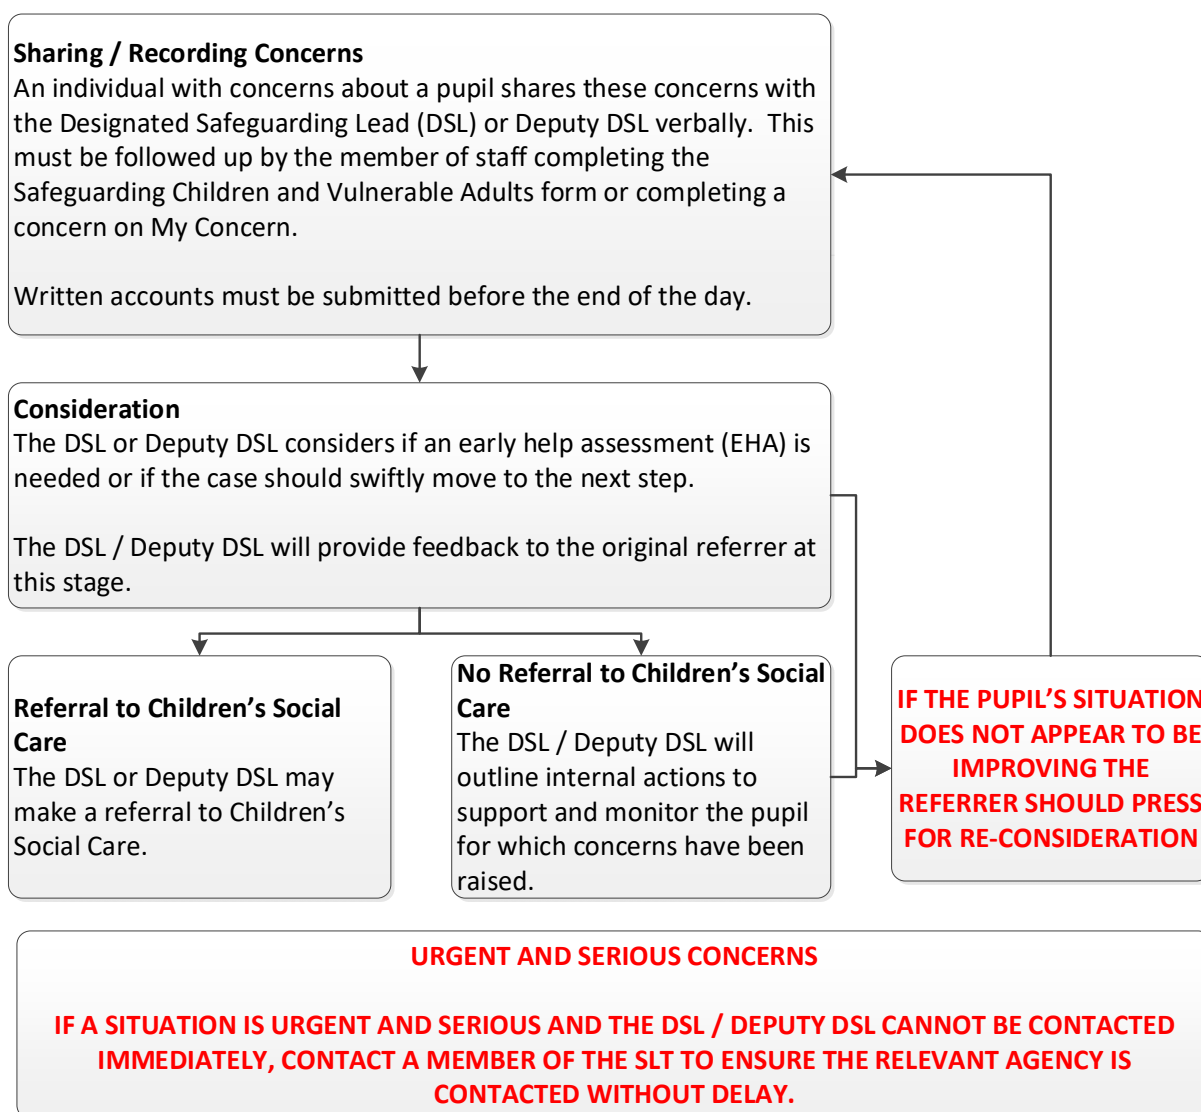 Sharing / Recording Concerns
An individual with concerns about a pupil shares these concerns with
the Designated Safeguarding Lead (DSL) or Deputy DSL verbally.  This
must be followed up by the member of staff completing the
Safeguarding Children and Vulnerable Adults form or completing a
concern on My Concern.
Written accounts must be submitted before the end of the day.
Consideration
The DSL or Deputy DSL considers if an early help assessment (EHA) is
needed or if the case should swiftly move to the next step.
The DSL / Deputy DSL will provide feedback to the original referrer at
this stage.
Referral to Children’s Social
Care
The DSL or Deputy DSL may
make a referral to Children’s
Social Care.
No Referral to Children’s Social
Care
The DSL / Deputy DSL will
outline internal actions to
support and monitor the pupil
for which concerns have been
raised.
IF THE PUPIL’S SITUATION
DOES NOT APPEAR TO BE
IMPROVING THE
REFERRER SHOULD PRESS
FOR RE-CONSIDERATION
URGENT AND SERIOUS CONCERNS
IF A SITUATION IS URGENT AND SERIOUS AND THE DSL / DEPUTY DSL CANNOT BE CONTACTED
IMMEDIATELY, CONTACT A MEMBER OF THE SLT TO ENSURE THE RELEVANT AGENCY IS
CONTACTED WITHOUT DELAY.